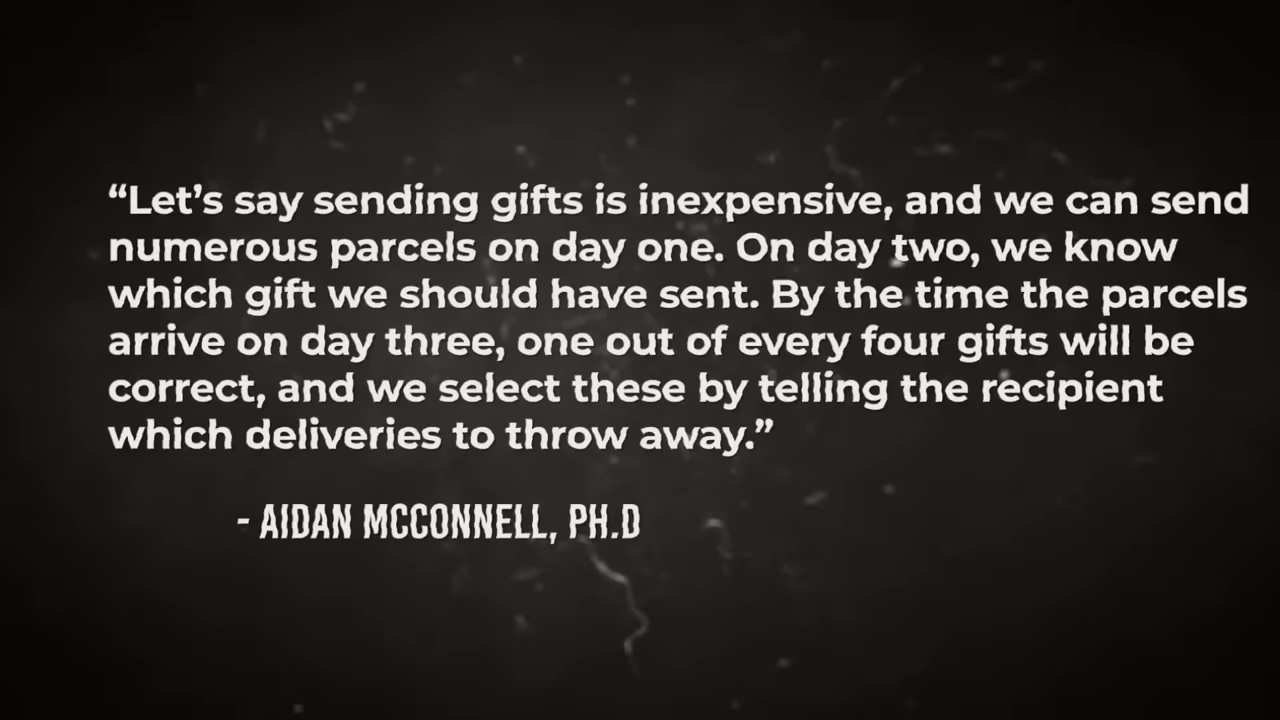 “Let’s say sending gifts is inexpensive, and we can send
numerous parcels on day one. On day two, we know
which gift we should have sent. By the time the parcels
arrive on day three, one out of every four gifts will be
correct, and we select these by telling the recipient
which deliveries to throw away.”
- AIDAN MCCONNELL, PH.D